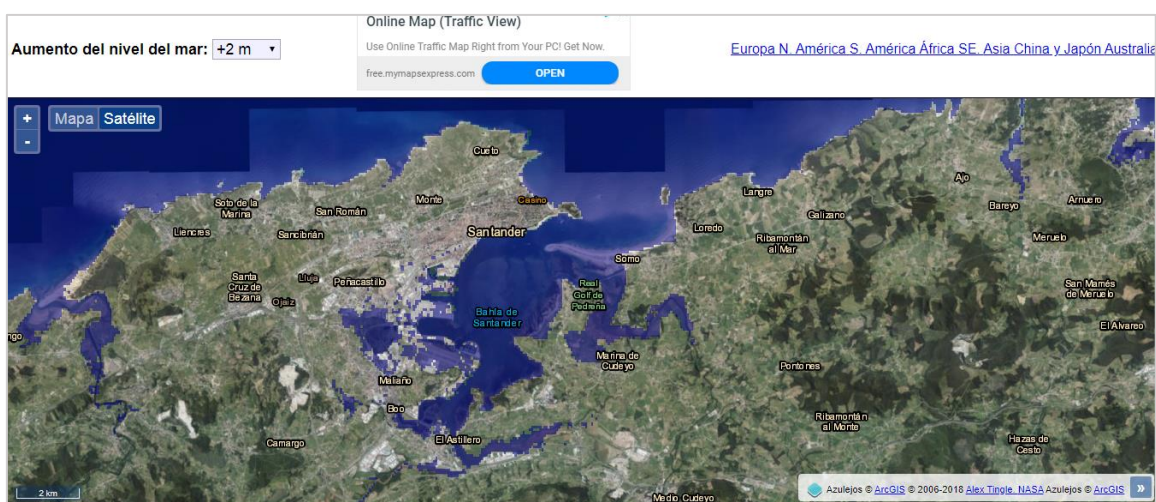 Online Map (Traffic View)
Aumento del nivel del mar: +2 m
Use Online Traffic Map Right from Your PC! Get Now.
Europa N. América S. América África SE. Asia China y Japón Australia
free.mymapsexpress.com OPEN
+
-
Mapa Satélite
Cueto
Soto de la
Marina
San Román
Monte
Casino
Langre
Ajo
Arnuero
Bareyo
Galizano
Liencres
Sancibrián
Santander
Loredo
Ribamontán
al Mar
Meruelo
Somo
Santa
Cruz de
Bezana
Lluja
Ojaiz
Peñacastillo
Real
Golf de
Pedreña
San Mamés
de Meruelo
Bahía de
Santander
El Alvareo
ngo
Marina de
Cudeyo
Pontones
Maliaño
Boo
Ribamontán
al Monte
Camargo
El Astillero
Hazas de
Cesto
2 km
Medio Cudeyo
Azulejos © ArcGIS © 2006-2018 Alex Tingle, NASA Azulejos © ArcGIS »